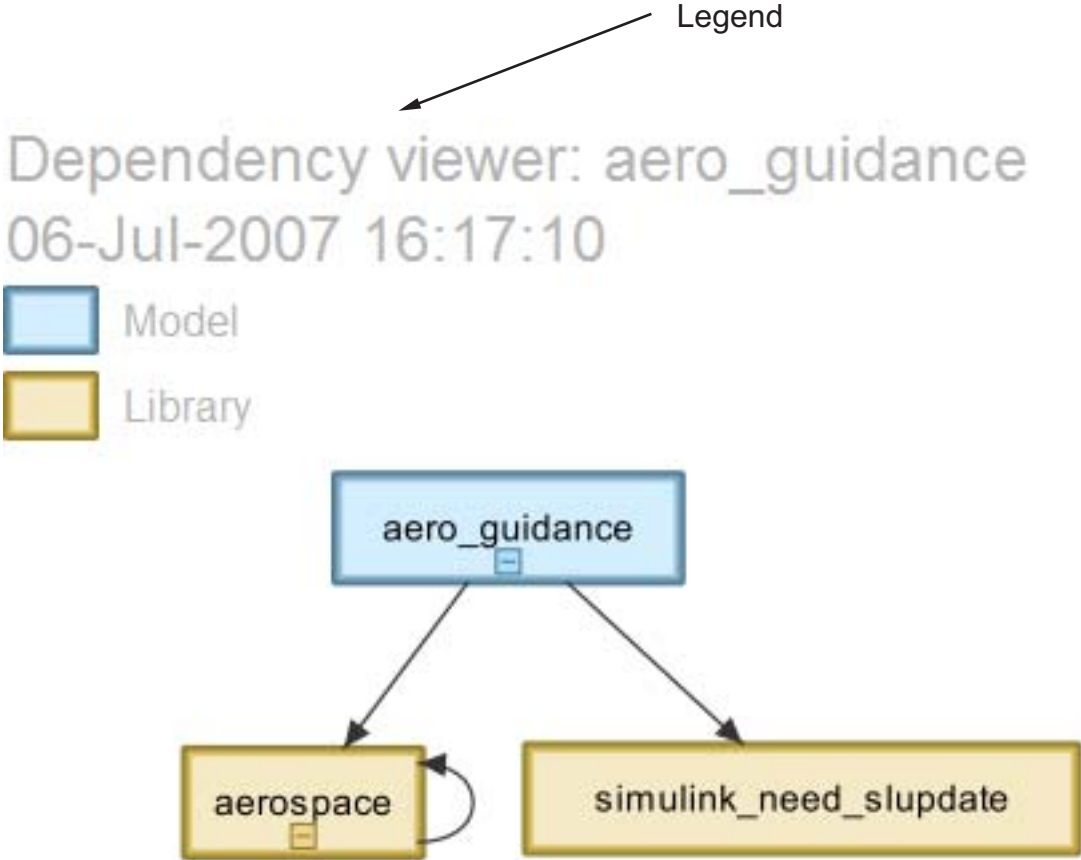 Legend
Dependency viewer: aero_guidance
06-Jul-2007 16:17:10
Model
Library
aero_guidance
aerospace
simulink_need_slupdate